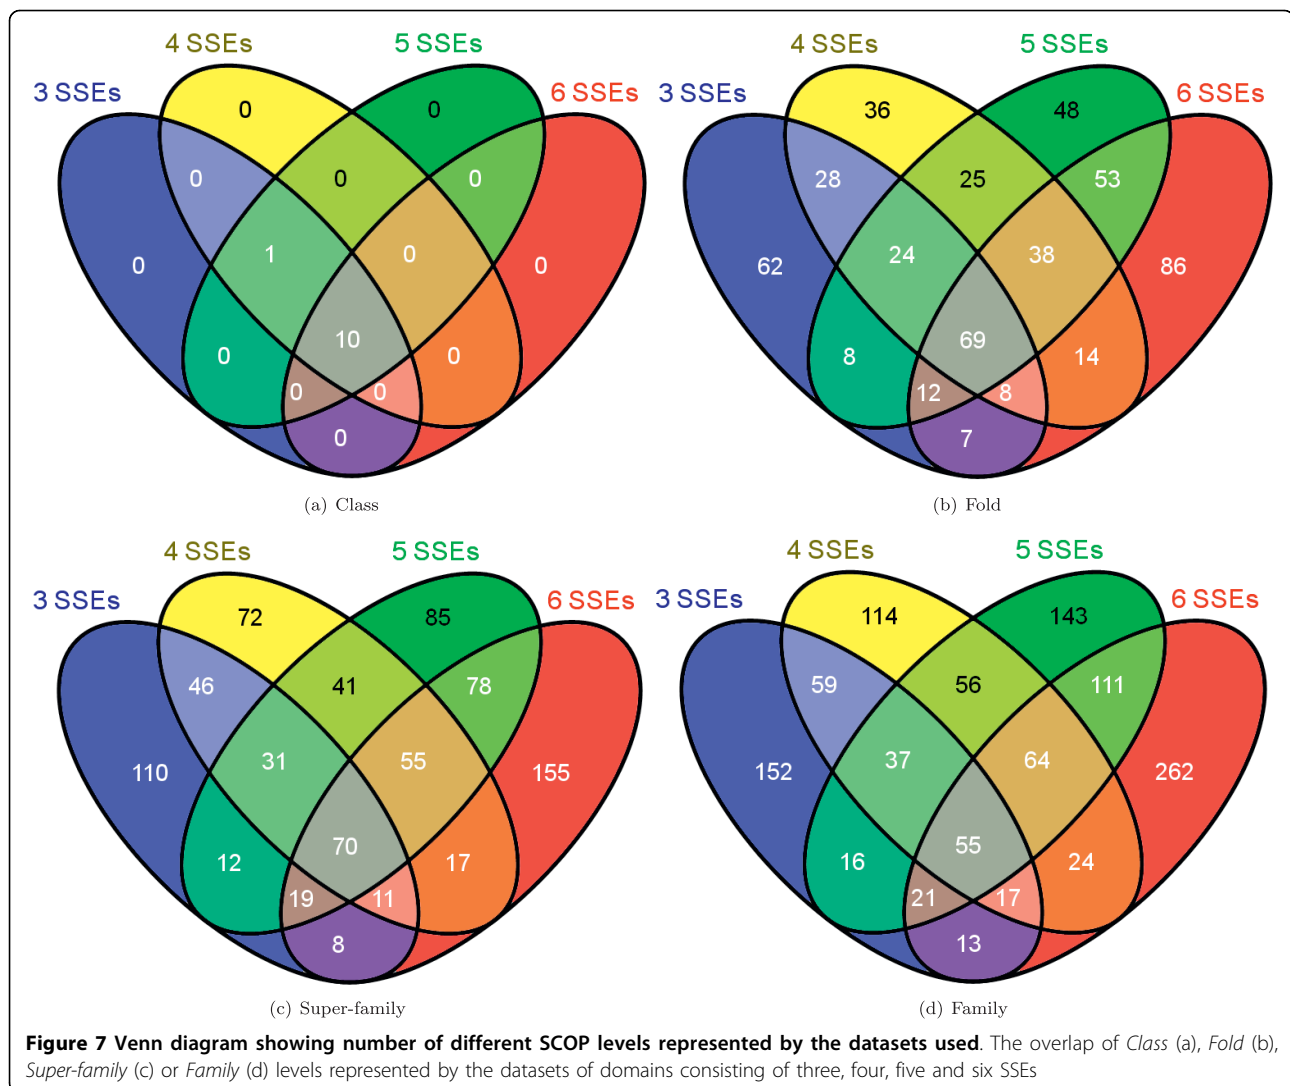 4 SSEs
5 SSEs
3 SSEs
6 SSEs
0
0
0
0
0
0
1
0
0
10
0
0
0
0
0
(a) Class
4 SSEs
5 SSEs
3 SSEs
6 SSEs
36
48
28
25
53
62
24
38
86
69
8
14
12
8
7
(b) Fold
4 SSEs
5 SSEs
3 SSEs
6 SSEs
72
85
46
41
78
110
31
55
155
70
12
17
19
11
8
(c) Super-family
4 SSEs
5 SSEs
3 SSEs
6 SSEs
114
143
59
56
111
152
37
64
262
55
16
24
21
17
13
(d) Family
Figure 7 Venn diagram showing number of different SCOP levels represented by the datasets used. The overlap of Class (a), Fold (b),
Super-family (c) or Family (d) levels represented by the datasets of domains consisting of three, four, five and six SSEs